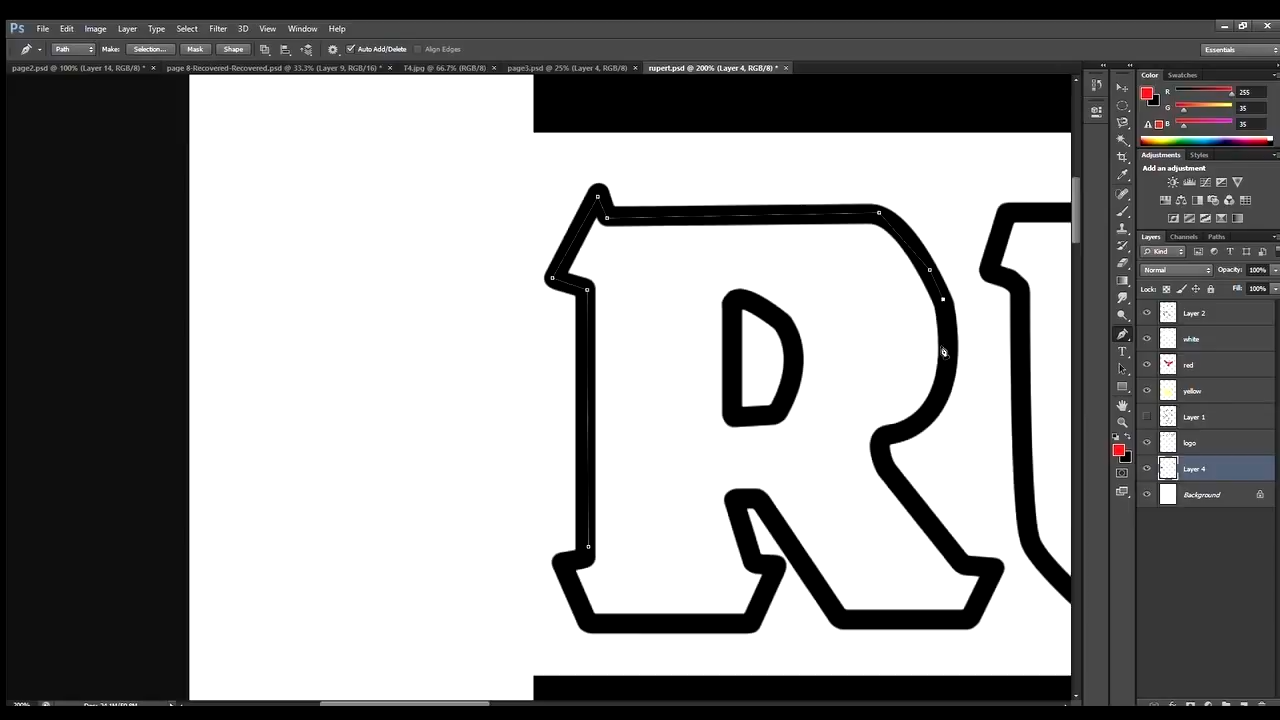 Ps File Edit Image Layer Type Select Filter 3D View Window Help
Path Make: Selection... Mask Shape Auto Add/Delete Align Edges Essentials
page2.psd @ 100% (Layer 14, RGB/8) * × page 8-Recovered-Recovered.psd @ 33.3% (Layer 9, RGB/16) * × T4.jpg @ 66.7% (RGB/8) × page3.psd @ 25% (Layer 4, RGB/8) × rupert.psd @ 200% (Layer 4, RGB/8) * ×
Color Swatches
R 255
G 35
B 35
Adjustments Styles
Add an adjustment
Layers Channels Paths
Kind
Normal Opacity: 100%
Lock: Fill: 100%
Layer 2
white
red
yellow
Layer 1
logo
Layer 4
Background
R